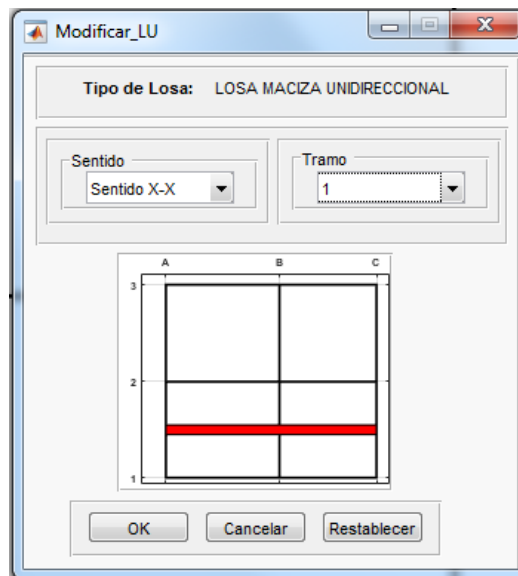 Modificar_LU
Tipo de Losa: LOSA MACIZA UNIDIRECCIONAL
Sentido
Sentido X-X
Tramo
1
A B C
3
2
1
OK Cancelar Restablecer